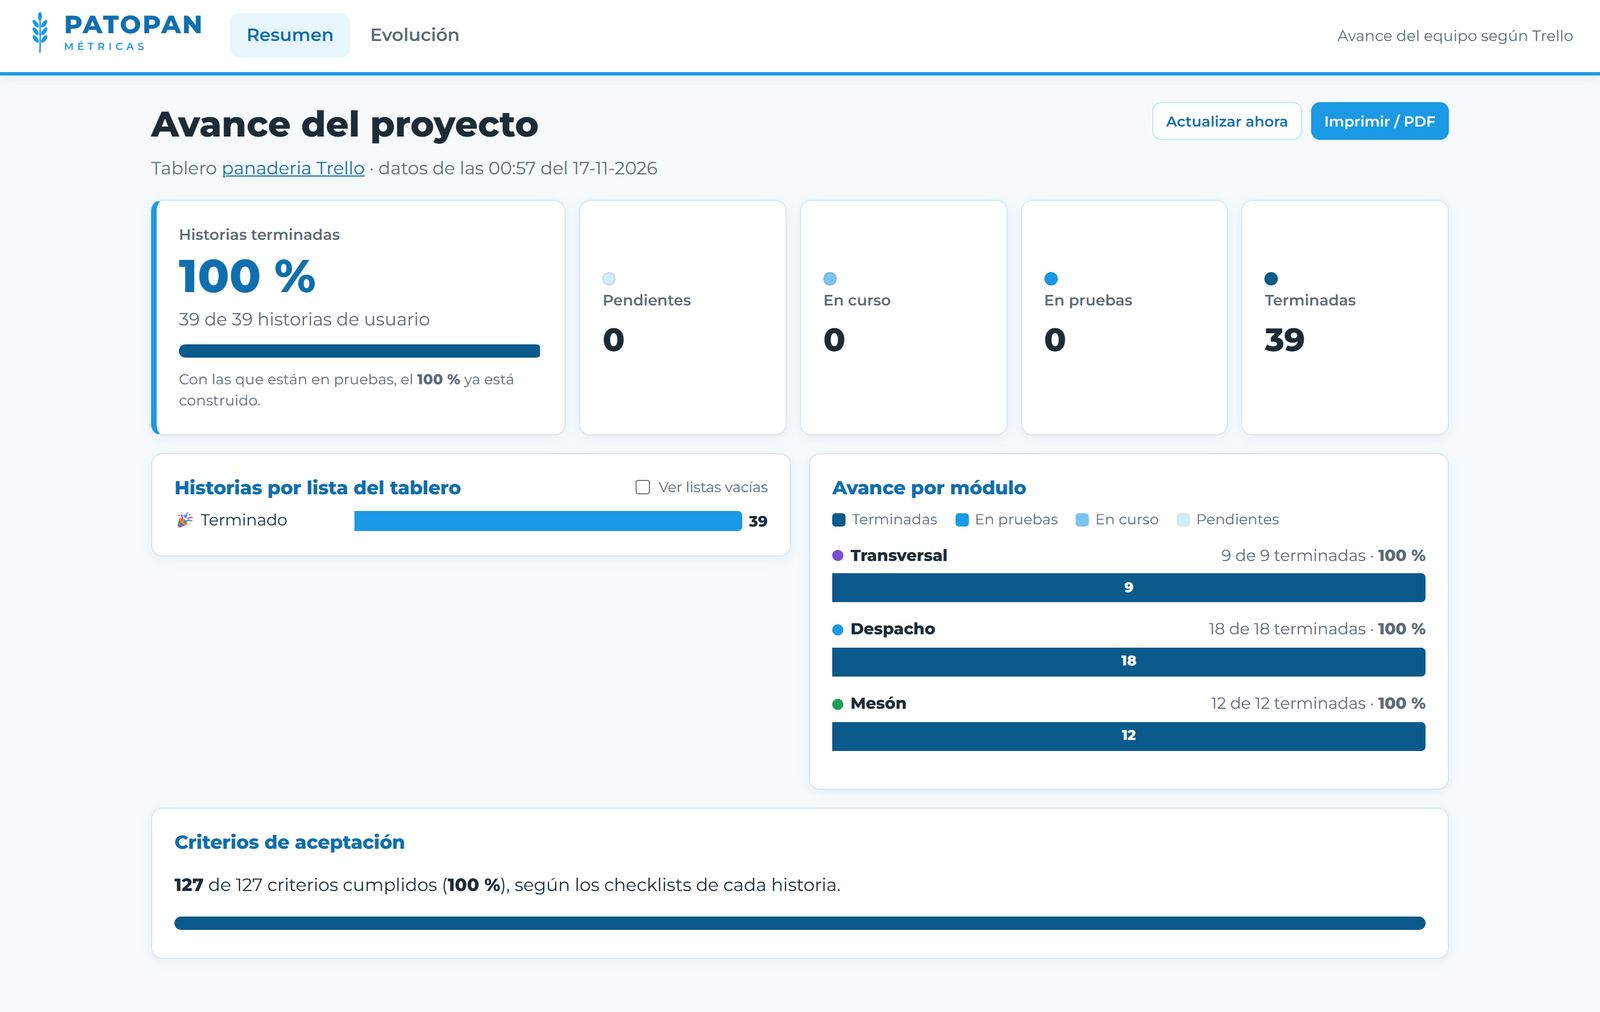 PATOPAN
MÉTRICAS
Resumen
Evolución
Avance del equipo según Trello
Avance del proyecto
Actualizar ahora
Imprimir / PDF
Tablero panaderia Trello · datos de las 00:57 del 17-11-2026
Historias terminadas
100 %
39 de 39 historias de usuario
Con las que están en pruebas, el 100 % ya está
construido.
Pendientes
0
En curso
0
En pruebas
0
Terminadas
39
Historias por lista del tablero
Ver listas vacías
Terminado
39
Avance por módulo
Terminadas
En pruebas
En curso
Pendientes
Transversal
9 de 9 terminadas · 100 %
9
Despacho
18 de 18 terminadas · 100 %
18
Mesón
12 de 12 terminadas · 100 %
12
Criterios de aceptación
127 de 127 criterios cumplidos (100 %), según los checklists de cada historia.